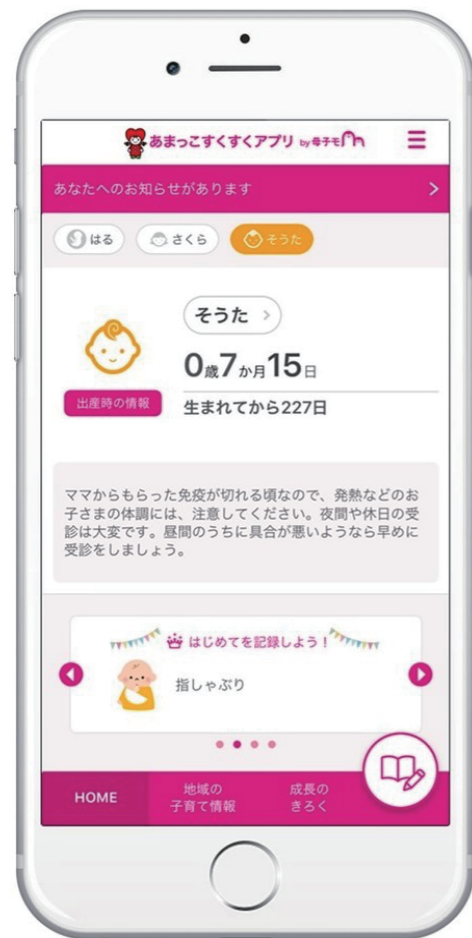 あまっこすくすくアプリ by母子モ
あなたへのお知らせがあります
はる
さくら
そうた
そうた
0歳7か月15日
出産時の情報
生まれてから227日
ママからもらった免疫が切れる頃なので、発熱などのお
子さまの体調には、注意してください。夜間や休日の受
診は大変です。昼間のうちに具合が悪いようなら早めに
受診をしましょう。
はじめてを記録しよう！
指しゃぶり
HOME
地域の
子育て情報
成長の
きろく